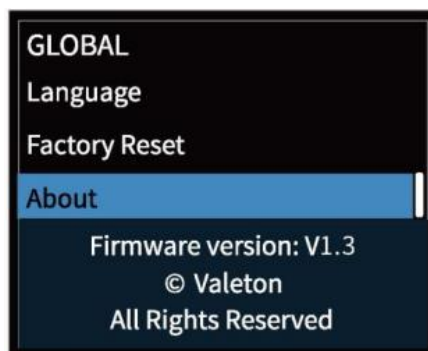 GLOBAL
Language
Factory Reset
About
Firmware version: V1.3
© Valeton
All Rights Reserved